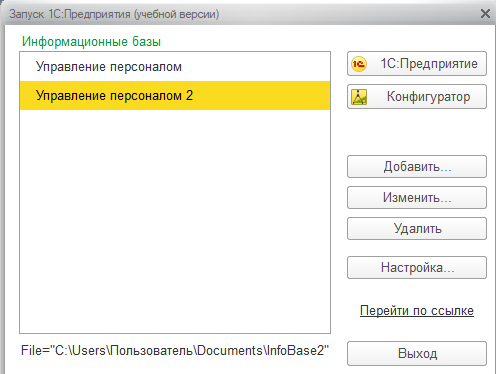 Запуск 1С:Предприятия (учебной версии)
Информационные базы
Управление персоналом
Управление персоналом 2
1С:Предприятие
Конфигуратор
Добавить...
Изменить...
Удалить
Настройка...
Перейти по ссылке
File="C:\Users\Пользователь\Documents\InfoBase2"
Выход